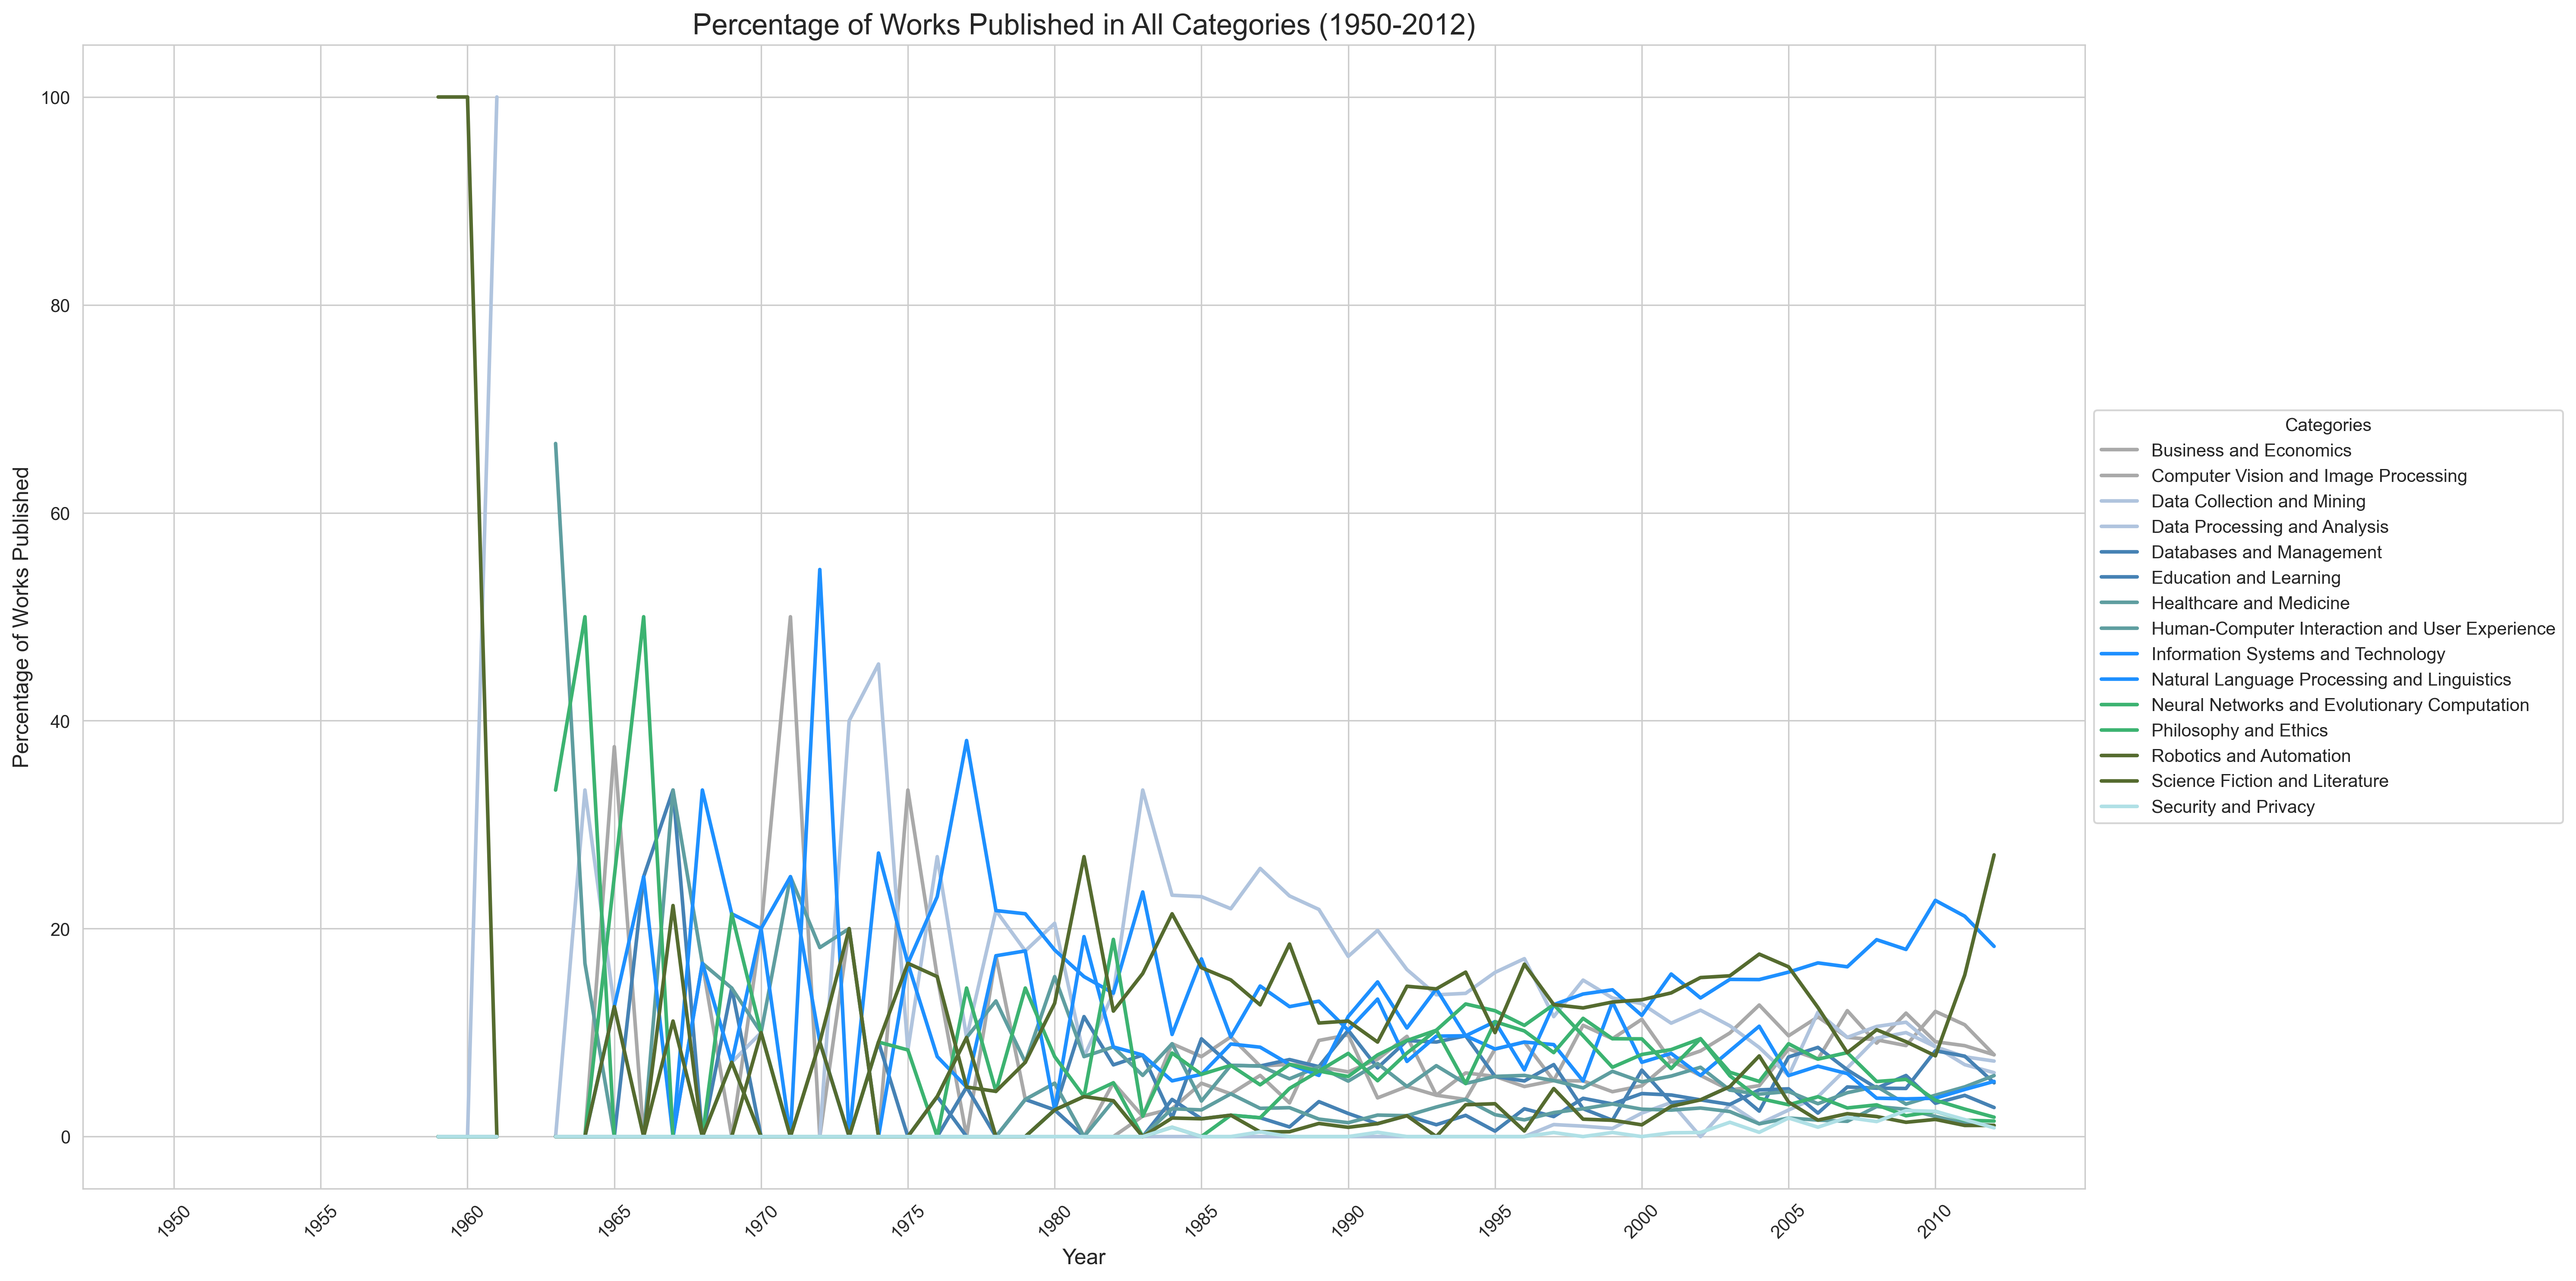 Percentage of Works Published in All Categories (1950-2012)
100
80
60
40
20
0
Percentage of Works Published
1950
1955
1960
1965
1970
1975
1980
1985
1990
1995
2000
2005
2010
Year
Categories
Business and Economics
Computer Vision and Image Processing
Data Collection and Mining
Data Processing and Analysis
Databases and Management
Education and Learning
Healthcare and Medicine
Human-Computer Interaction and User Experience
Information Systems and Technology
Natural Language Processing and Linguistics
Neural Networks and Evolutionary Computation
Philosophy and Ethics
Robotics and Automation
Science Fiction and Literature
Security and Privacy